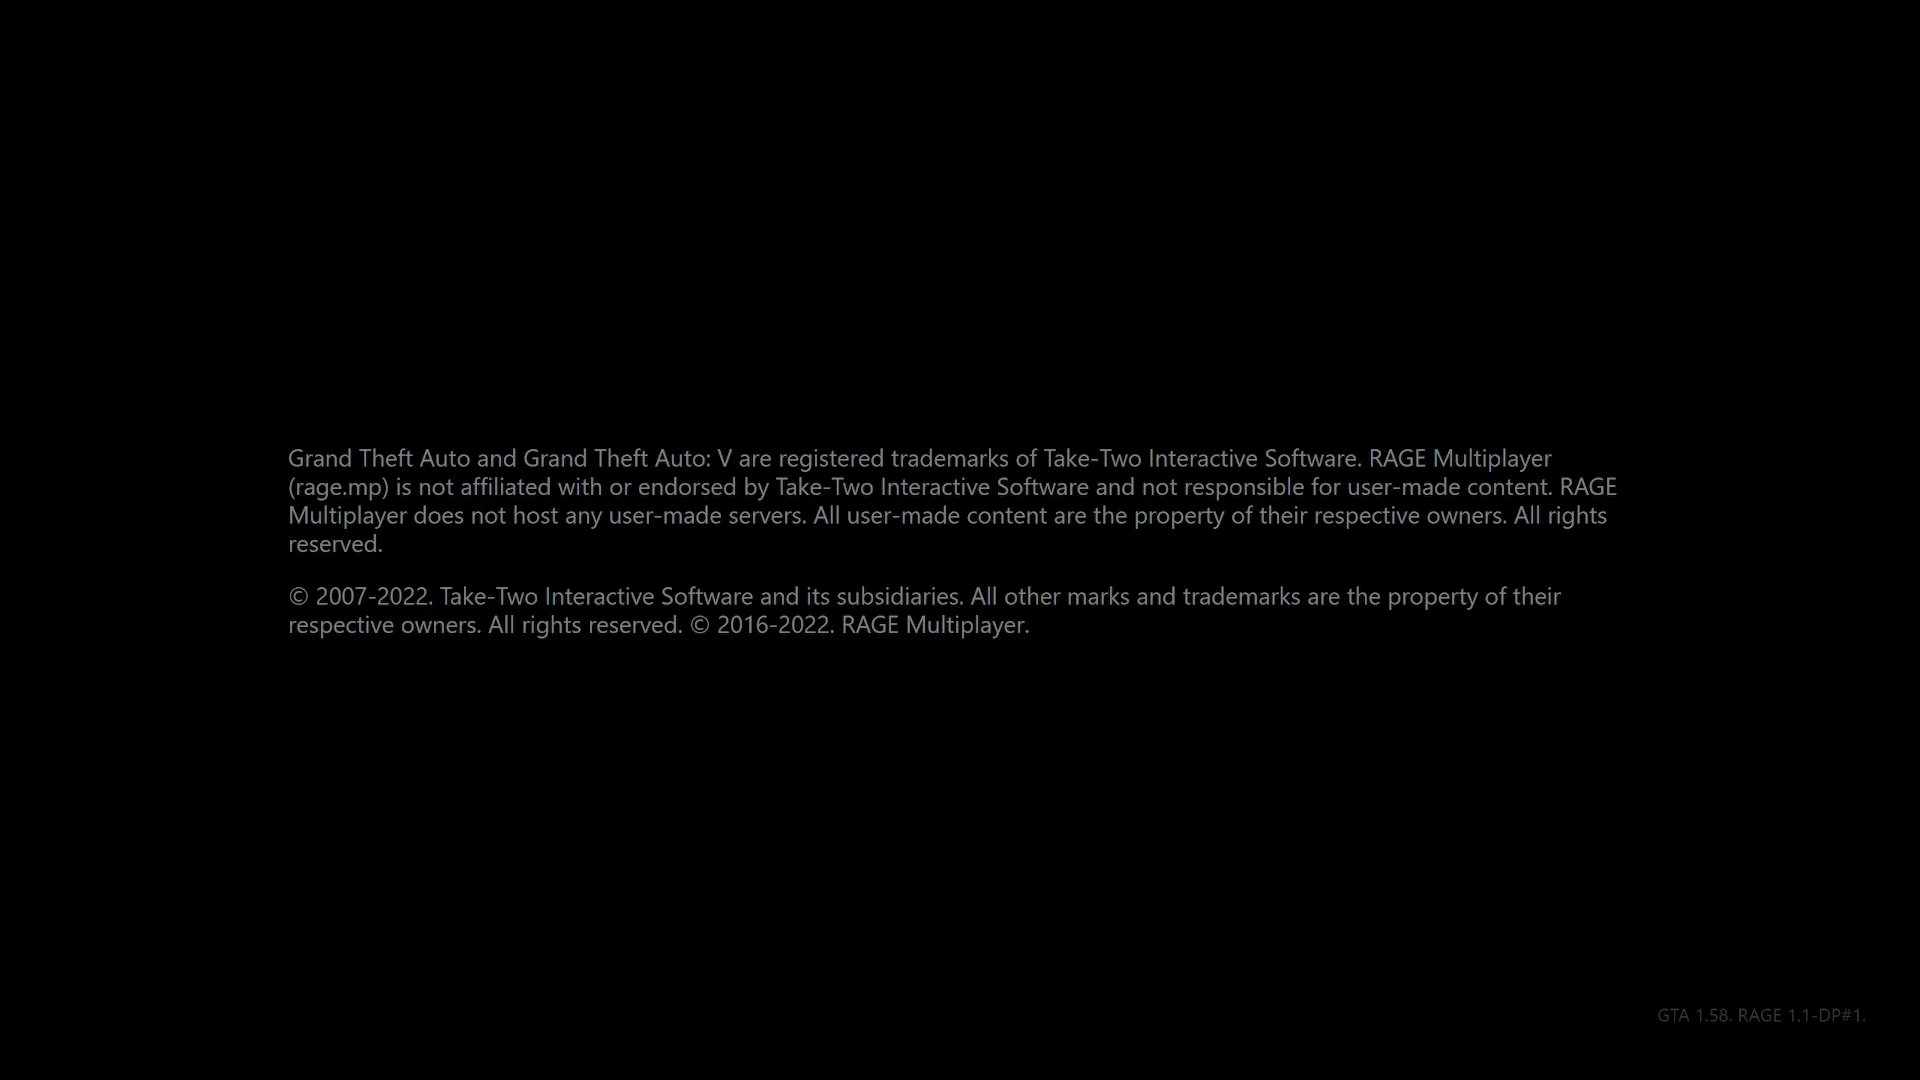 Grand Theft Auto and Grand Theft Auto: V are registered trademarks of Take-Two Interactive Software. RAGE Multiplayer
(rage.mp) is not affiliated with or endorsed by Take-Two Interactive Software and not responsible for user-made content. RAGE
Multiplayer does not host any user-made servers. All user-made content are the property of their respective owners. All rights
reserved.
© 2007-2022. Take-Two Interactive Software and its subsidiaries. All other marks and trademarks are the property of their
respective owners. All rights reserved. © 2016-2022. RAGE Multiplayer.
GTA 1.58. RAGE 1.1-DP#1.